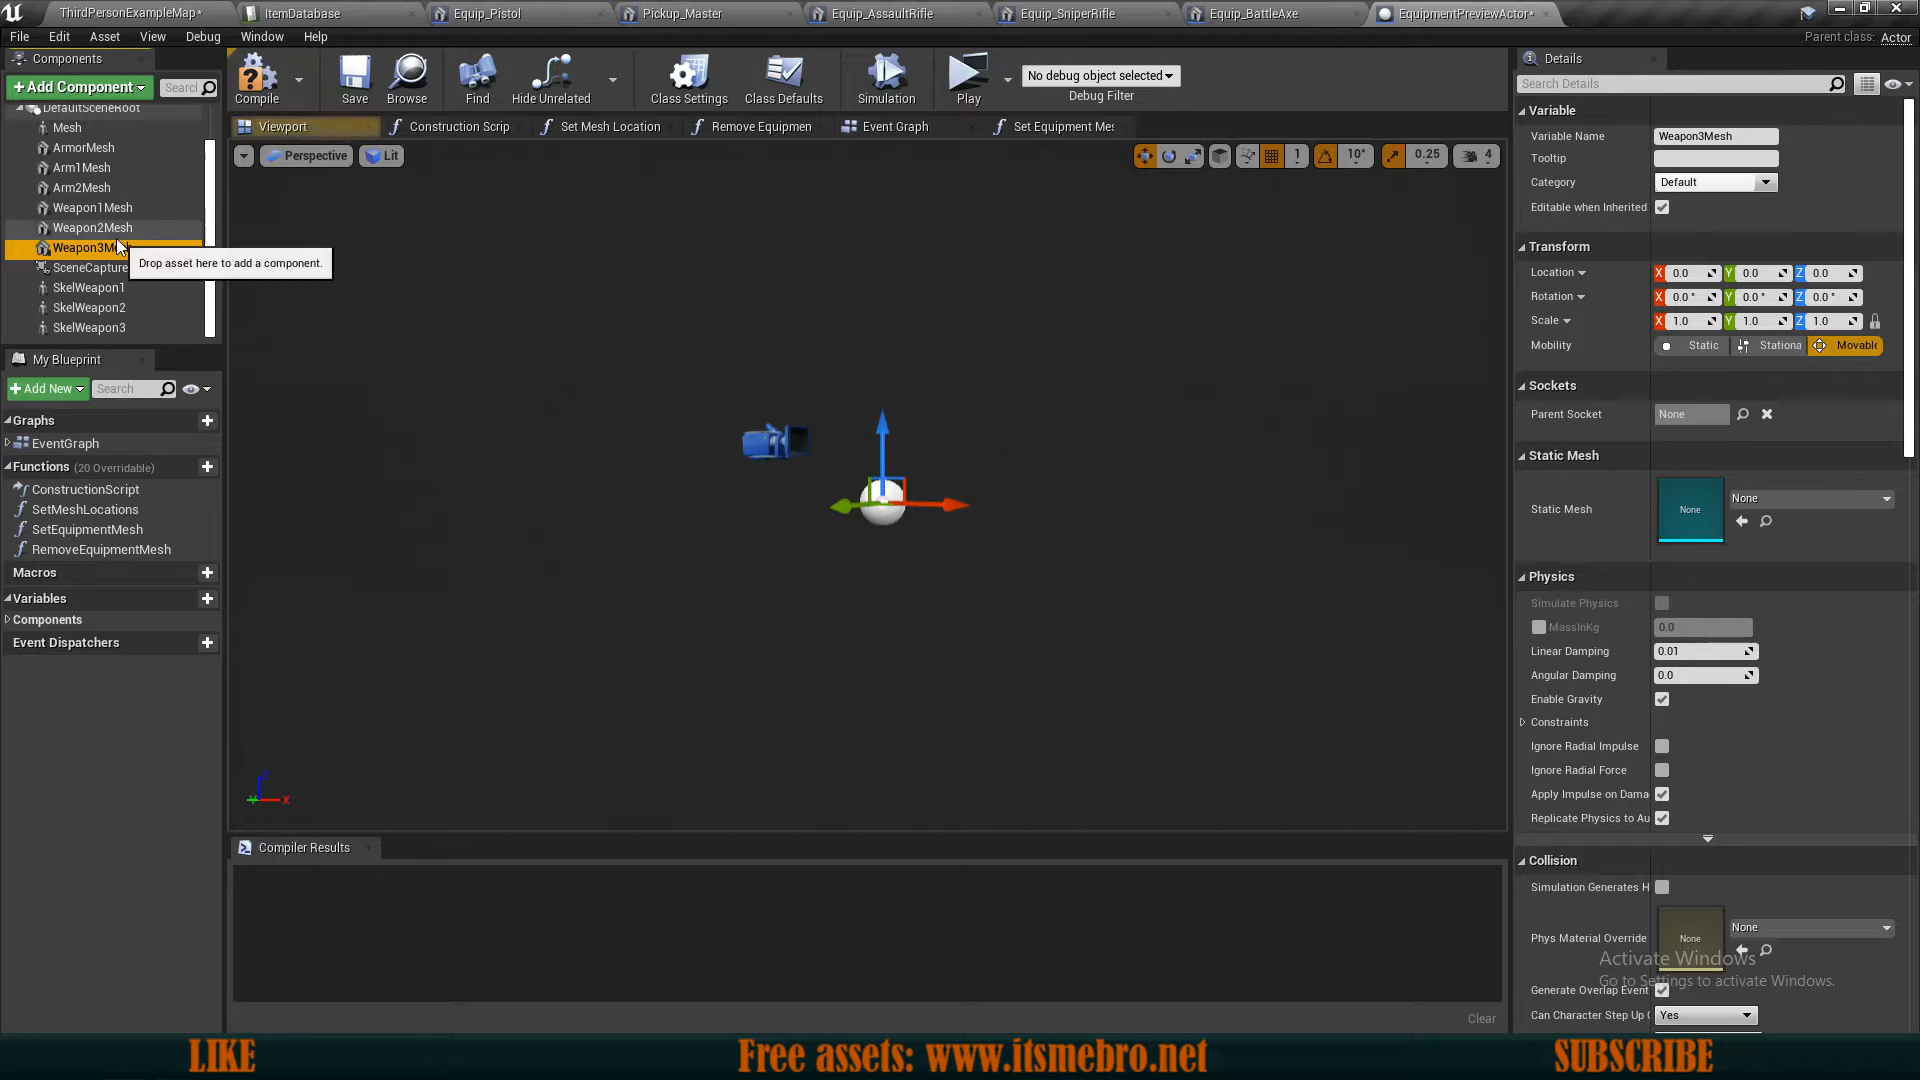 ThirdPersonExampleMap*
ItemDatabase
Equip_Pistol
Pickup_Master
Equip_AssaultRifle
Equip_SniperRifle
Equip_BattleAxe
EquipmentPreviewActor*
File Edit Asset View Debug Window Help
Parent class: Actor
Components
+Add Component
Search
DefaultSceneRoot
Mesh
ArmorMesh
Arm1Mesh
Arm2Mesh
Weapon1Mesh
Weapon2Mesh
Weapon3M
SceneCapture
SkelWeapon1
SkelWeapon2
SkelWeapon3
Drop asset here to add a component.
My Blueprint
+Add New
Search
Graphs
EventGraph
Functions (20 Overridable)
ConstructionScript
SetMeshLocations
SetEquipmentMesh
RemoveEquipmentMesh
Macros
Variables
Components
Event Dispatchers
Compile
Save
Browse
Find
Hide Unrelated
Class Settings
Class Defaults
Simulation
Play
No debug object selected
Debug Filter
Viewport
Construction Scrip
Set Mesh Location
Remove Equipmen
Event Graph
Set Equipment Mes
Perspective
Lit
1
10°
0.25
4
Z
Y
X
Compiler Results
Clear
Details
Search Details
Variable
Variable Name Weapon3Mesh
Tooltip
Category Default
Editable when Inherited
Transform
Location X 0.0 Y 0.0 Z 0.0
Rotation X 0.0 ° Y 0.0 ° Z 0.0 °
Scale X 1.0 Y 1.0 Z 1.0
Mobility Static Stationa Movable
Sockets
Parent Socket None
Static Mesh
Static Mesh None None
Physics
Simulate Physics
MassInKg 0.0
Linear Damping 0.01
Angular Damping 0.0
Enable Gravity
Constraints
Ignore Radial Impulse
Ignore Radial Force
Apply Impulse on Dama
Replicate Physics to Au
Collision
Simulation Generates H
Phys Material Override None None
Generate Overlap Event
Can Character Step Up Yes
Activate Windows
Go to Settings to activate Windows.
LIKE
Free assets: www.itsmebro.net
SUBSCRIBE